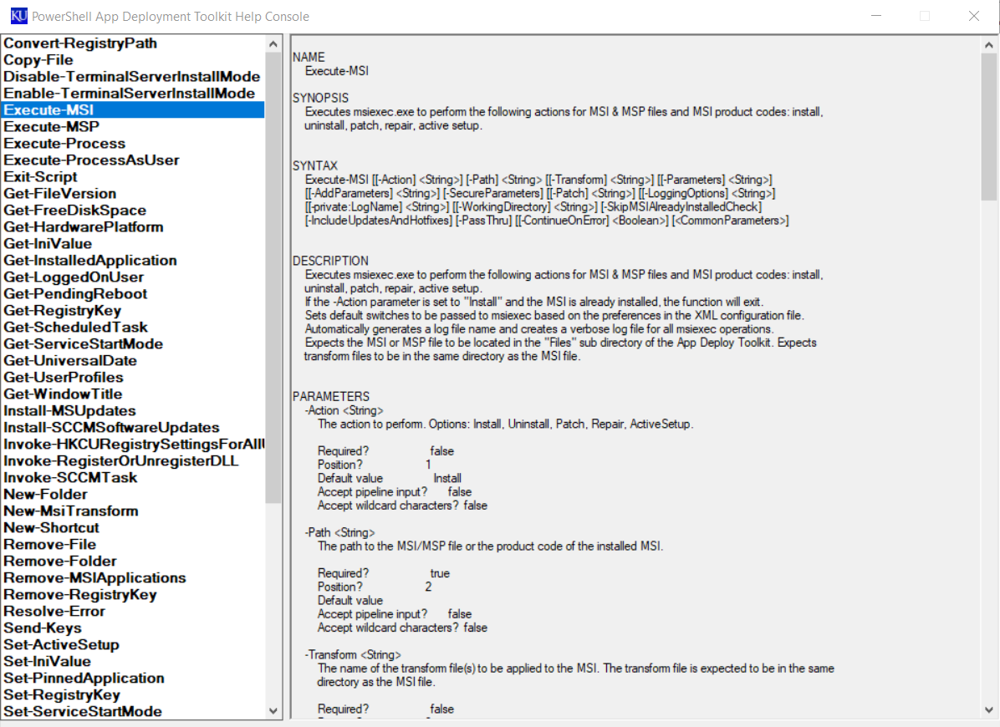 KU PowerShell App Deployment Toolkit Help Console
Convert-RegistryPath
Copy-File
Disable-TerminalServerInstallMode
Enable-TerminalServerInstallMode
Execute-MSI
Execute-MSP
Execute-Process
Execute-ProcessAsUser
Exit-Script
Get-FileVersion
Get-FreeDiskSpace
Get-HardwarePlatform
Get-IniValue
Get-InstalledApplication
Get-LoggedOnUser
Get-PendingReboot
Get-RegistryKey
Get-ScheduledTask
Get-ServiceStartMode
Get-UniversalDate
Get-UserProfiles
Get-WindowTitle
Install-MSUpdates
Install-SCCMSoftwareUpdates
Invoke-HKCURegistrySettingsForAll
Invoke-RegisterOrUnregisterDLL
Invoke-SCCMTask
New-Folder
New-MsiTransform
New-Shortcut
Remove-File
Remove-Folder
Remove-MSIApplications
Remove-RegistryKey
Resolve-Error
Send-Keys
Set-ActiveSetup
Set-IniValue
Set-PinnedApplication
Set-RegistryKey
Set-ServiceStartMode
NAME
Execute-MSI
SYNOPSIS
Executes msiexec.exe to perform the following actions for MSI & MSP files and MSI product codes: install,
uninstall, patch, repair, active setup.
SYNTAX
Execute-MSI [[-Action] <String>] [-Path] <String> [[-Transform] <String>] [[-Parameters] <String>]
[[-AddParameters] <String>] [-SecureParameters] [[-Patch] <String>] [[-LoggingOptions] <String>]
[[-private:LogName] <String>] [[-WorkingDirectory] <String>] [-SkipMSIAlreadyInstalledCheck]
[-IncludeUpdatesAndHotfixes] [-PassThru] [[-ContinueOnError] <Boolean>] [<CommonParameters>]
DESCRIPTION
Executes msiexec.exe to perform the following actions for MSI & MSP files and MSI product codes: install,
uninstall, patch, repair, active setup.
If the -Action parameter is set to "Install" and the MSI is already installed, the function will exit.
Sets default switches to be passed to msiexec based on the preferences in the XML configuration file.
Automatically generates a log file name and creates a verbose log file for all msiexec operations.
Expects the MSI or MSP file to be located in the "Files" sub directory of the App Deploy Toolkit. Expects
transform files to be in the same directory as the MSI file.
PARAMETERS
-Action <String>
The action to perform. Options: Install, Uninstall, Patch, Repair, ActiveSetup.
Required? false
Position? 1
Default value Install
Accept pipeline input? false
Accept wildcard characters? false
-Path <String>
The path to the MSI/MSP file or the product code of the installed MSI.
Required? true
Position? 2
Default value
Accept pipeline input? false
Accept wildcard characters? false
-Transform <String>
The name of the transform file(s) to be applied to the MSI. The transform file is expected to be in the same
directory as the MSI file.
Required? false